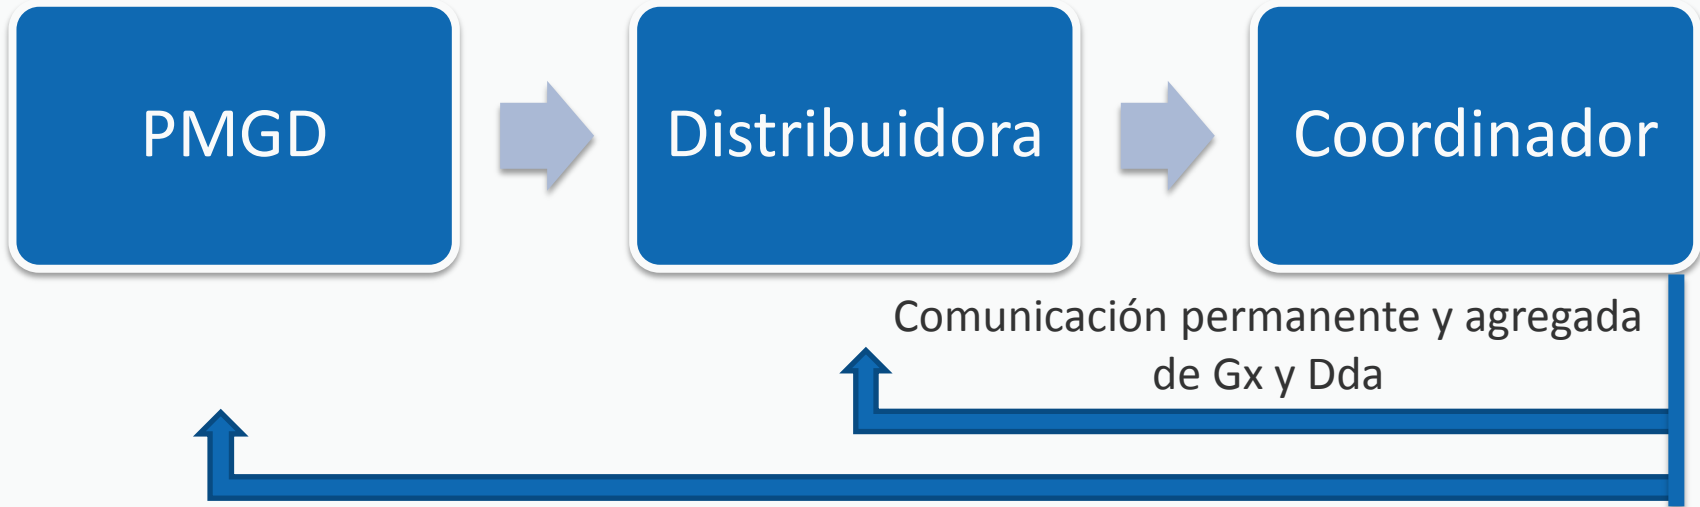 PMGD
Distribuidora
Coordinador
Comunicación permanente y agregada
de Gx y Dda